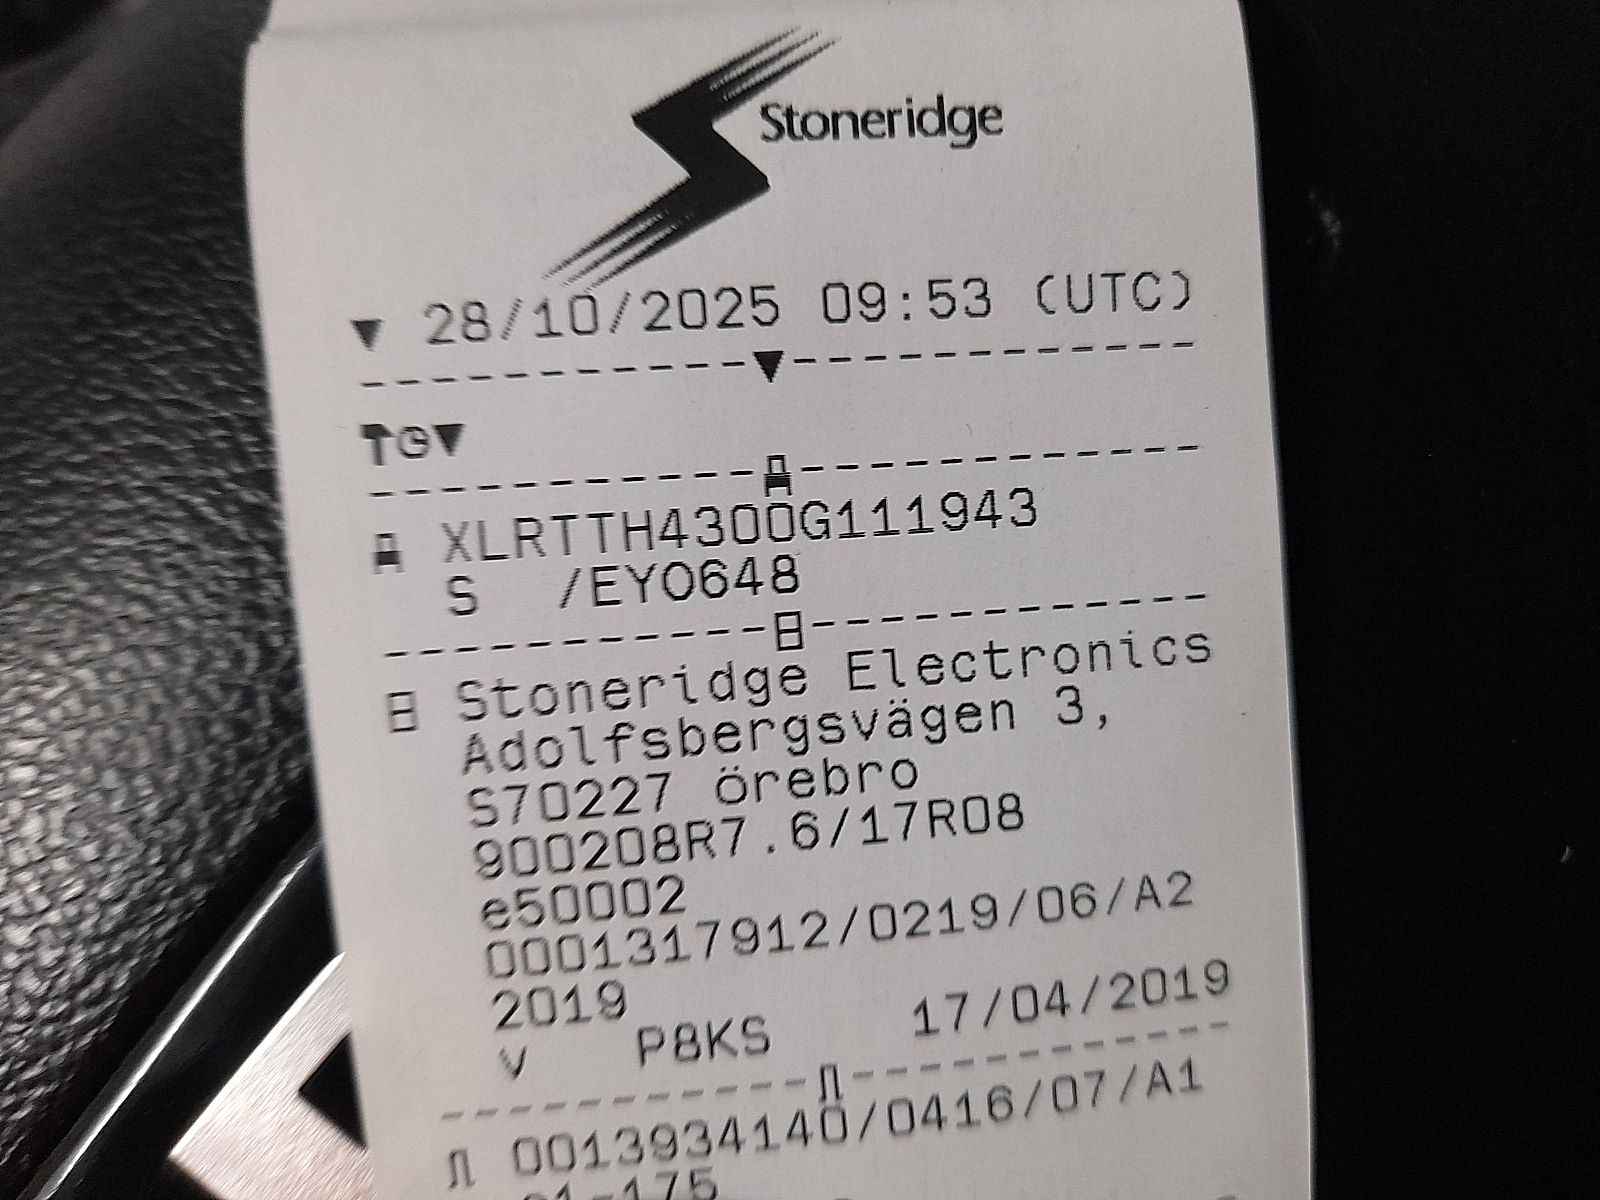 Stoneridge
▼ 28/10/2025 09:53 (UTC)
XLRTTH4300G111943
S /EYO648
Stoneridge Electronics
Adolfsbergsvägen 3,
S70227 örebro
900208R7.6/17R08
e50002
0001317912/0219/06/A2
2019
V P8KS 17/04/2019
0013934140/0416/07/A1